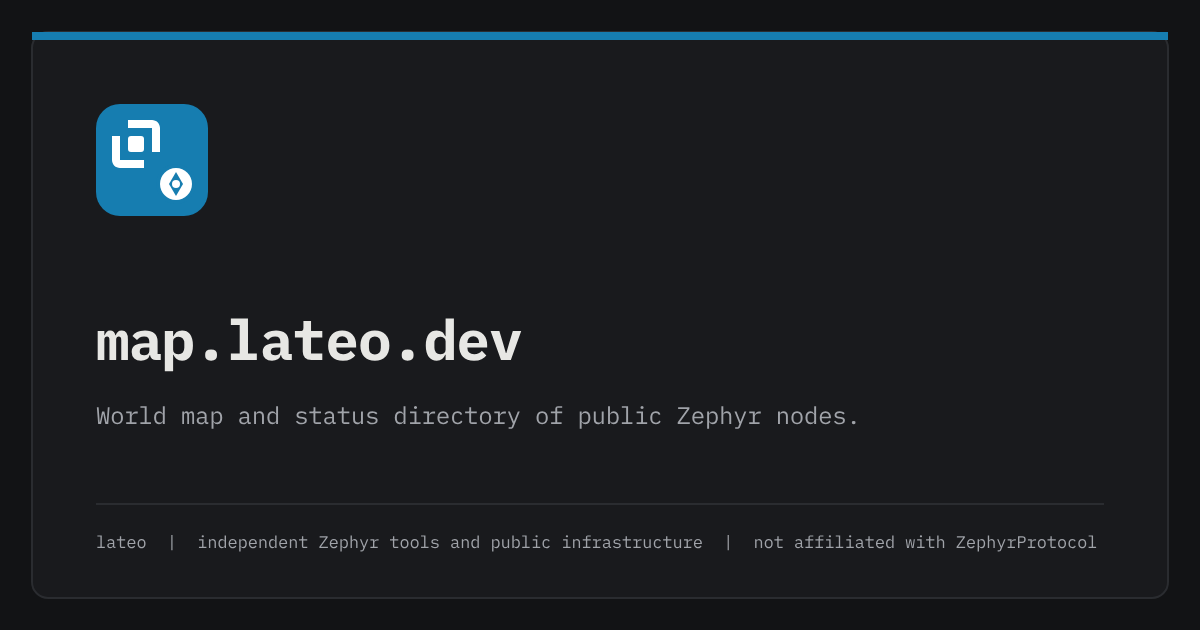 map.lateo.dev
World map and status directory of public Zephyr nodes.
lateo | independent Zephyr tools and public infrastructure | not affiliated with ZephyrProtocol